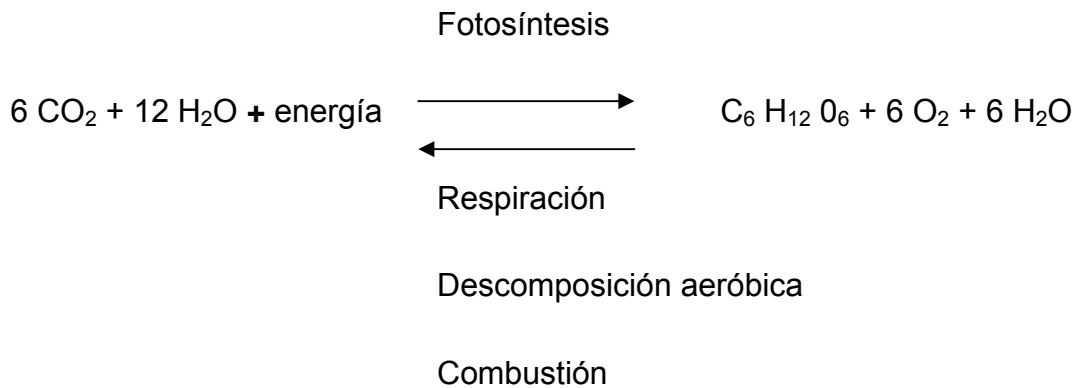 Fotosíntesis
6 CO₂ + 12 H₂O + energía C₆ H₁₂ 0₆ + 6 O₂ + 6 H₂O
Respiración
Descomposición aeróbica
Combustión